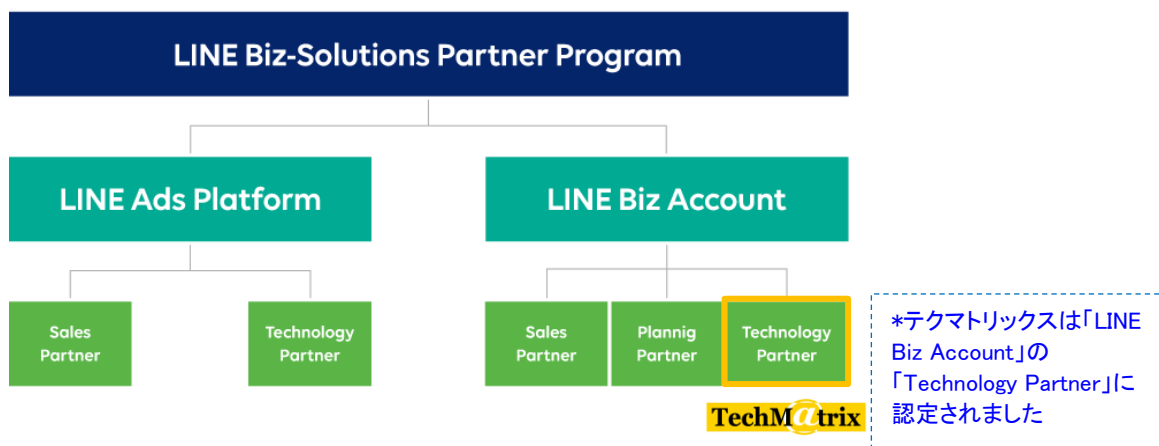 LINE Biz-Solutions Partner Program
LINE Ads Platform
LINE Biz Account
Sales
Partner
Technology
Partner
Sales
Partner
Plannig
Partner
Technology
Partner
*テクマトリックスは「LINE
Biz Account」の
「Technology Partner」に
認定されました
TechM@trix